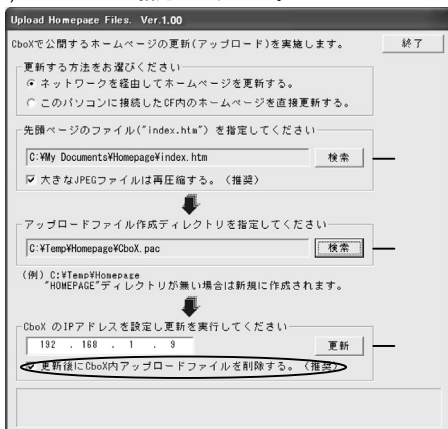 Upload Homepage Files. Ver.1.00
CboXで公開するホームページの更新(アップロード)を実施します。
終了
更新する方法をお選びください
ネットワークを経由してホームページを更新する。
このパソコンに接続したCF内のホームページを直接更新する。
先頭ページのファイル("index.htm") を指定してください
C:¥My Documents¥Homepage¥index.htm
検索
大きなJPEGファイルは再圧縮する。(推奨)
アップロードファイル作成ディレクトリを指定してください
C:¥Temp¥Homepage¥CboX.pac
検索
(例) C:¥Temp¥Homepage
"HOMEPAGE"ディレクトリが無い場合は新規に作成されます。
CboX のIPアドレスを設定し更新を実行してください
192 . 168 . 1 . 9
更新
更新後にCboX内アップロードファイルを削除する。(推奨)